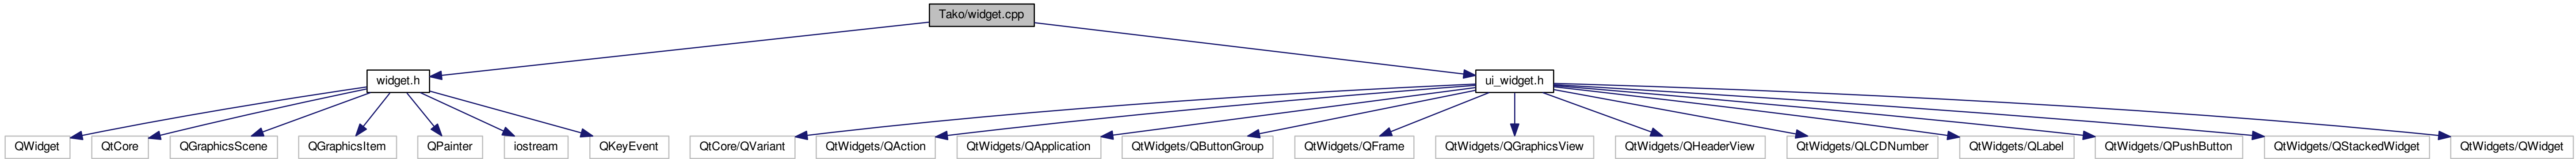 Tako/widget.cpp
widget.h
ui_widget.h
QWidget
QtCore
QGraphicsScene
QGraphicsItem
QPainter
iostream
QKeyEvent
QtCore/QVariant
QtWidgets/QAction
QtWidgets/QApplication
QtWidgets/QButtonGroup
QtWidgets/QFrame
QtWidgets/QGraphicsView
QtWidgets/QHeaderView
QtWidgets/QLCDNumber
QtWidgets/QLabel
QtWidgets/QPushButton
QtWidgets/QStackedWidget
QtWidgets/QWidget